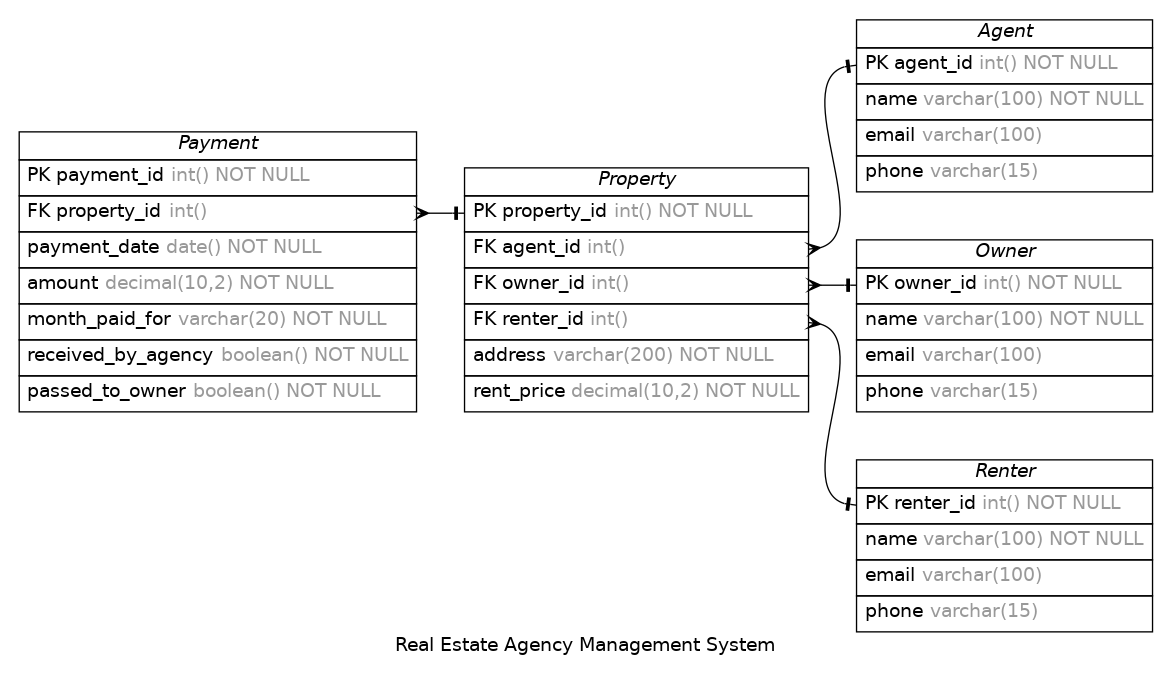 Payment
PK payment_id int() NOT NULL
FK property_id int()
payment_date date() NOT NULL
amount decimal(10,2) NOT NULL
month_paid_for varchar(20) NOT NULL
received_by_agency boolean() NOT NULL
passed_to_owner boolean() NOT NULL
Property
PK property_id int() NOT NULL
FK agent_id int()
FK owner_id int()
FK renter_id int()
address varchar(200) NOT NULL
rent_price decimal(10,2) NOT NULL
Agent
PK agent_id int() NOT NULL
name varchar(100) NOT NULL
email varchar(100)
phone varchar(15)
Owner
PK owner_id int() NOT NULL
name varchar(100) NOT NULL
email varchar(100)
phone varchar(15)
Renter
PK renter_id int() NOT NULL
name varchar(100) NOT NULL
email varchar(100)
phone varchar(15)
Real Estate Agency Management System